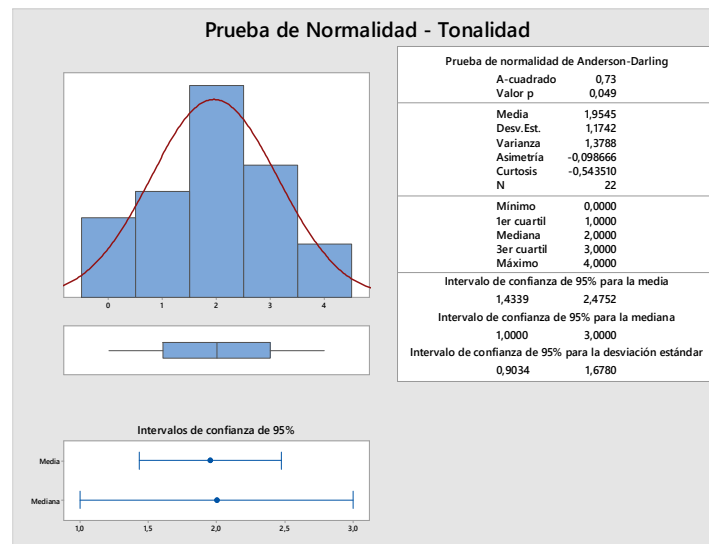 Prueba de Normalidad - Tonalidad
0 1 2 3 4
Intervalos de confianza de 95%
Media
Mediana
1,0 1,5 2,0 2,5 3,0
Prueba de normalidad de Anderson-Darling
A-cuadrado 0,73
Valor p 0,049
Media 1,9545
Desv.Est. 1,1742
Varianza 1,3788
Asimetría -0,098666
Curtosis -0,543510
N 22
Mínimo 0,0000
1er cuartil 1,0000
Mediana 2,0000
3er cuartil 3,0000
Máximo 4,0000
Intervalo de confianza de 95% para la media
1,4339 2,4752
Intervalo de confianza de 95% para la mediana
1,0000 3,0000
Intervalo de confianza de 95% para la desviación estándar
0,9034 1,6780